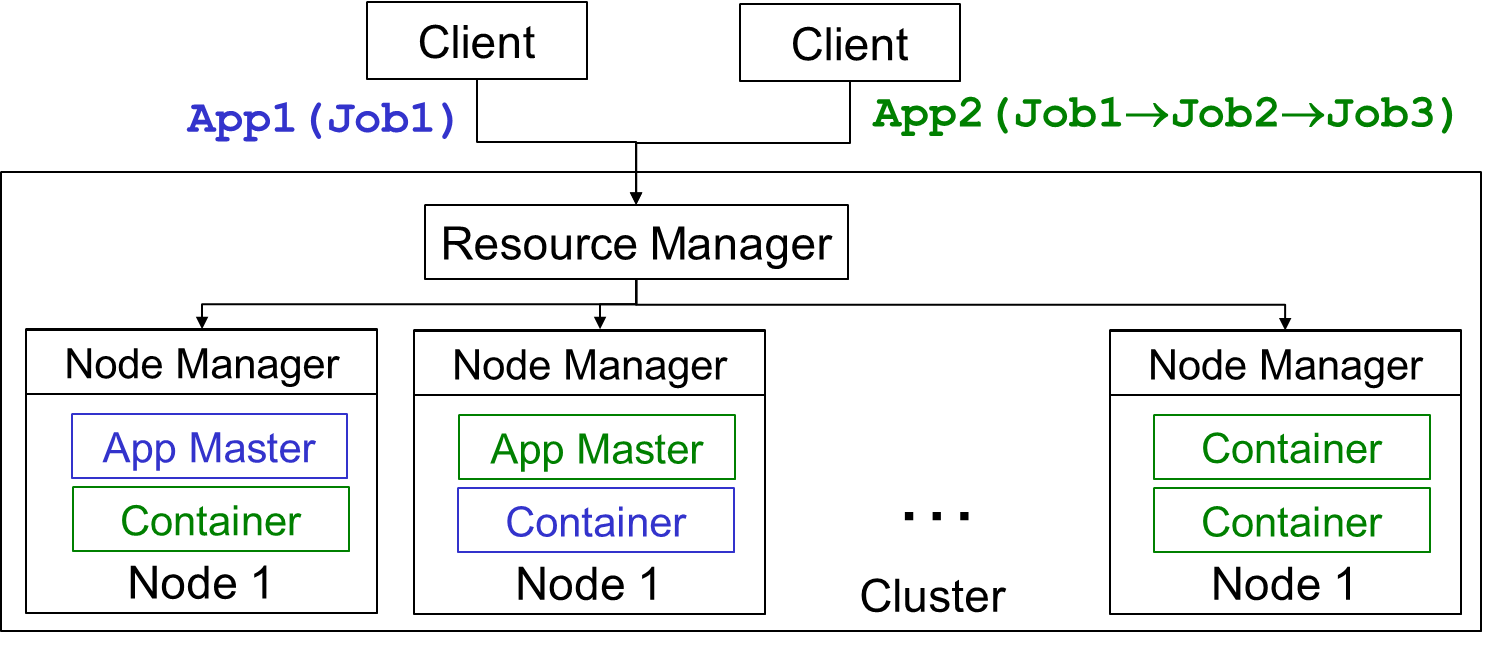 Client
Client
App1(Job1)
App2(Job1→Job2→Job3)
Resource Manager
Node Manager
Node Manager
Node Manager
App Master
App Master
Container
Container
Container
...
Container
Node 1
Node 1
Cluster
Node 1